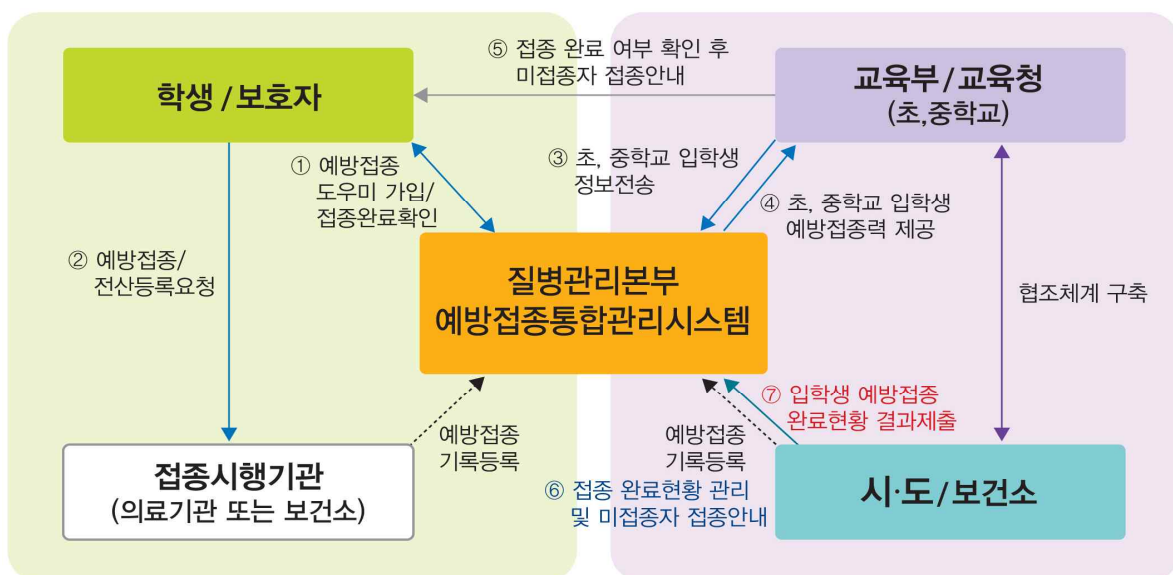 ⑤ 접종 완료 여부 확인 후
미접종자 접종안내
학생/보호자
교육부/교육청
(초,중학교)
① 예방접종
도우미 가입/
접종완료확인
③ 초, 중학교 입학생
정보전송
④ 초, 중학교 입학생
예방접종력 제공
② 예방접종/
전산등록요청
질병관리본부
예방접종통합관리시스템
협조체계 구축
예방접종
기록등록
예방접종
기록등록
⑦ 입학생 예방접종
완료현황 결과제출
접종시행기관
(의료기관 또는 보건소)
⑥ 접종 완료현황 관리
및 미접종자 접종안내
시·도/보건소